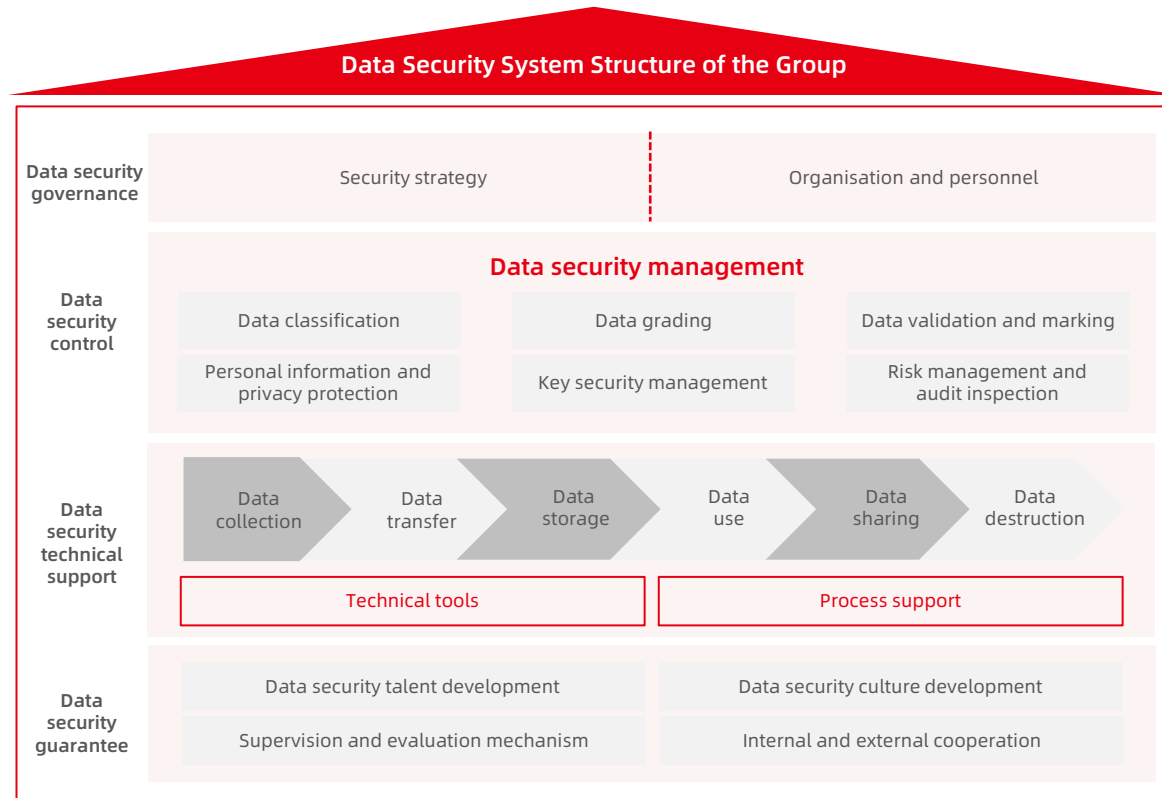 Data Security System Structure of the Group
Data security
governance
Security strategy
Organisation and personnel
Data
security
control
Data security management
Data classification
Data grading
Data validation and marking
Personal information and
privacy protection
Key security management
Risk management and
audit inspection
Data
security
technical
support
Data
collection
Data
transfer
Data
storage
Data
use
Data
sharing
Data
destruction
Technical tools
Process support
Data
security
guarantee
Data security talent development
Data security culture development
Supervision and evaluation mechanism
Internal and external cooperation